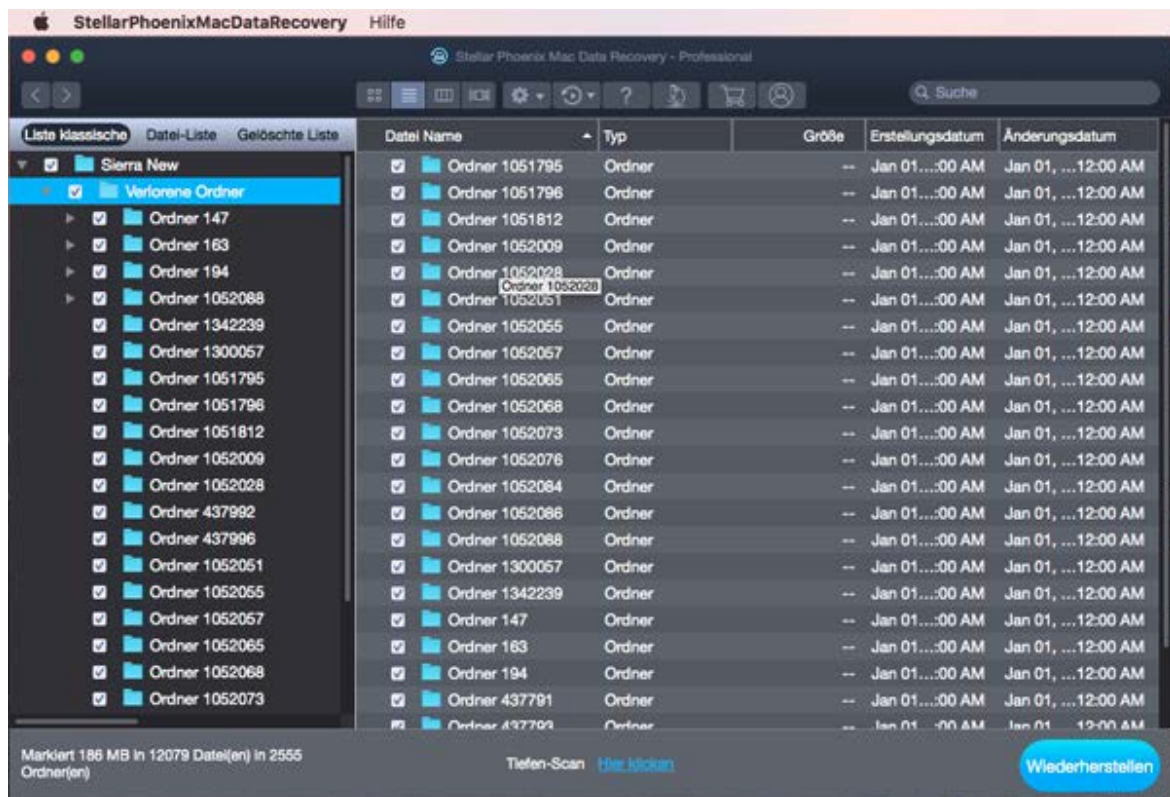 StellarPhoenixMacDataRecovery Hilfe
Stellar Phoenix Mac Data Recovery - Professional
Suche
Liste klassische Datei-Liste Gelöschte Liste
Sierra New
Verlorene Ordner
Ordner 147
Ordner 163
Ordner 194
Ordner 1052088
Ordner 1342239
Ordner 1300057
Ordner 1051795
Ordner 1051796
Ordner 1051812
Ordner 1052009
Ordner 1052028
Ordner 437992
Ordner 437996
Ordner 1052051
Ordner 1052055
Ordner 1052057
Ordner 1052065
Ordner 1052068
Ordner 1052073
Datei Name Typ Größe Erstellungsdatum Änderungsdatum
Ordner 1051795 Ordner -- Jan 01...:00 AM Jan 01, ...12:00 AM
Ordner 1051796 Ordner -- Jan 01...:00 AM Jan 01, ...12:00 AM
Ordner 1051812 Ordner -- Jan 01...:00 AM Jan 01, ...12:00 AM
Ordner 1052009 Ordner -- Jan 01...:00 AM Jan 01, ...12:00 AM
Ordner 1052028 Ordner -- Jan 01...:00 AM Jan 01, ...12:00 AM
Ordner 1052028
Ordner 1052051 Ordner -- Jan 01...:00 AM Jan 01, ...12:00 AM
Ordner 1052055 Ordner -- Jan 01...:00 AM Jan 01, ...12:00 AM
Ordner 1052057 Ordner -- Jan 01...:00 AM Jan 01, ...12:00 AM
Ordner 1052065 Ordner -- Jan 01...:00 AM Jan 01, ...12:00 AM
Ordner 1052068 Ordner -- Jan 01...:00 AM Jan 01, ...12:00 AM
Ordner 1052073 Ordner -- Jan 01...:00 AM Jan 01, ...12:00 AM
Ordner 1052076 Ordner -- Jan 01...:00 AM Jan 01, ...12:00 AM
Ordner 1052084 Ordner -- Jan 01...:00 AM Jan 01, ...12:00 AM
Ordner 1052086 Ordner -- Jan 01...:00 AM Jan 01, ...12:00 AM
Ordner 1052088 Ordner -- Jan 01...:00 AM Jan 01, ...12:00 AM
Ordner 1300057 Ordner -- Jan 01...:00 AM Jan 01, ...12:00 AM
Ordner 1342239 Ordner -- Jan 01...:00 AM Jan 01, ...12:00 AM
Ordner 147 Ordner -- Jan 01...:00 AM Jan 01, ...12:00 AM
Ordner 163 Ordner -- Jan 01...:00 AM Jan 01, ...12:00 AM
Ordner 194 Ordner -- Jan 01...:00 AM Jan 01, ...12:00 AM
Ordner 437791 Ordner -- Jan 01...:00 AM Jan 01, ...12:00 AM
Ordner 437793 Ordner -- Jan 01...:00 AM Jan 01, ...12:00 AM
Markiert 186 MB in 12079 Datei(en) in 2555
Ordner(en)
Tiefen-Scan Hier klicken
Wiederherstellen